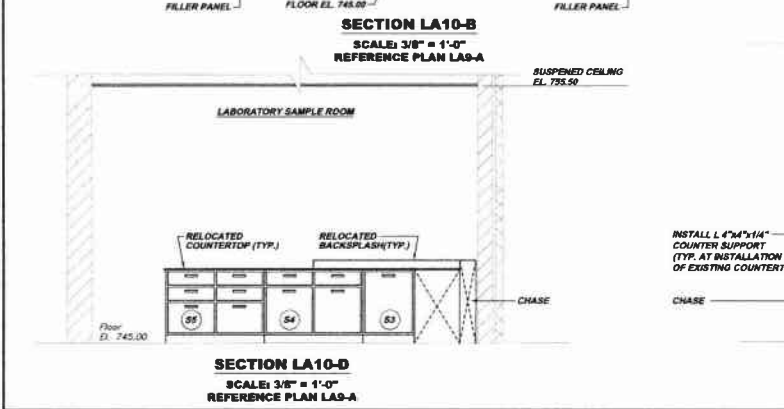 FILLER PANEL
FLOOR EL. 745.00
FILLER PANEL
SECTION LA10-B
SCALE: 3/8" = 1'-0"
REFERENCE PLAN LA9-A
SUSPENED CEILING
EL. 755.50
LABORATORY SAMPLE ROOM
RELOCATED
COUNTERTOP (TYP.)
RELOCATED
BACKSPLASH(TYP.)
INSTALL L 4"x4"x1/4"
COUNTER SUPPORT
(TYP. AT INSTALLATION
OF EXISTING COUNTERT
CHASE
CHASE
S5
S4
S3
Floor
El. 745.00
SECTION LA10-D
SCALE: 3/8" = 1'-0"
REFERENCE PLAN LA9-A